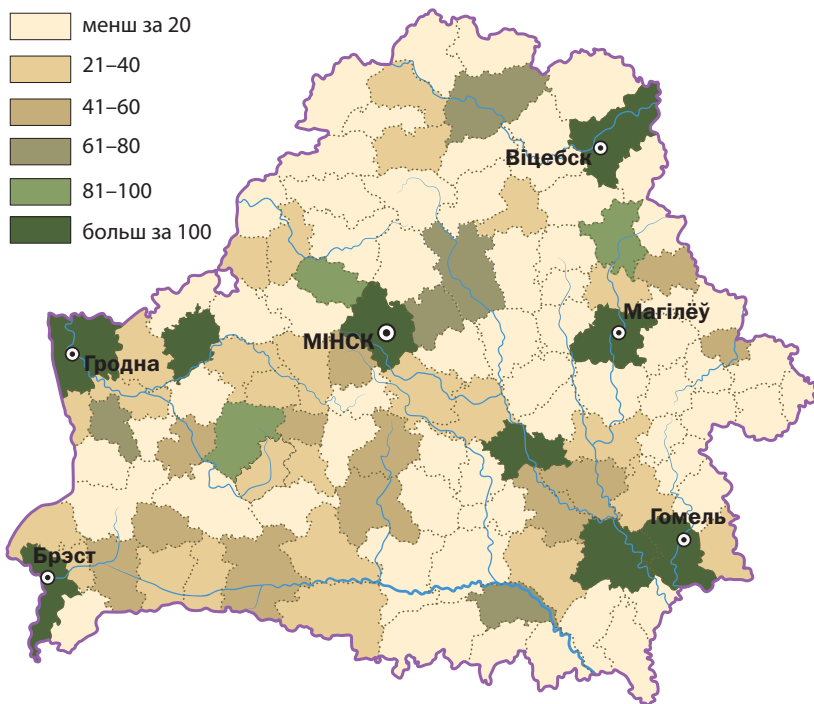 менш за 20
21–40
41–60
61–80
81–100
больш за 100
Віцебск
Магілёў
МІНСК
Гродна
Гомель
Брэст